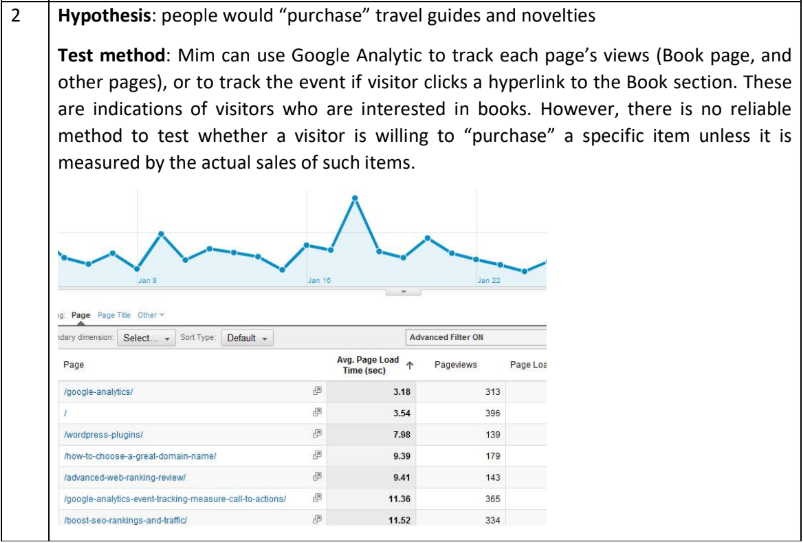 2
Hypothesis: people would “purchase” travel guides and novelties
Test method: Mim can use Google Analytic to track each page’s views (Book page, and
other pages), or to track the event if visitor clicks a hyperlink to the Book section. These
are indications of visitors who are interested in books. However, there is no reliable
method to test whether a visitor is willing to “purchase” a specific item unless it is
measured by the actual sales of such items.
Jan 8 Jan 15 Jan 22
ig: Page Page Title Other
ndary dimension: Select... Sort Type: Default Advanced Filter ON
Page Avg. Page Load Time (sec) Pageviews Page Loa
/google-analytics/ 3.18 313
/ 3.54 396
/wordpress-plugins/ 7.98 139
/how-to-choose-a-great-domain-name/ 9.39 179
/advanced-web-ranking-review/ 9.41 143
/google-analytics-event-tracking-measure-call-to-actions/ 11.36 365
/boost-seo-rankings-and-traffic/ 11.52 334